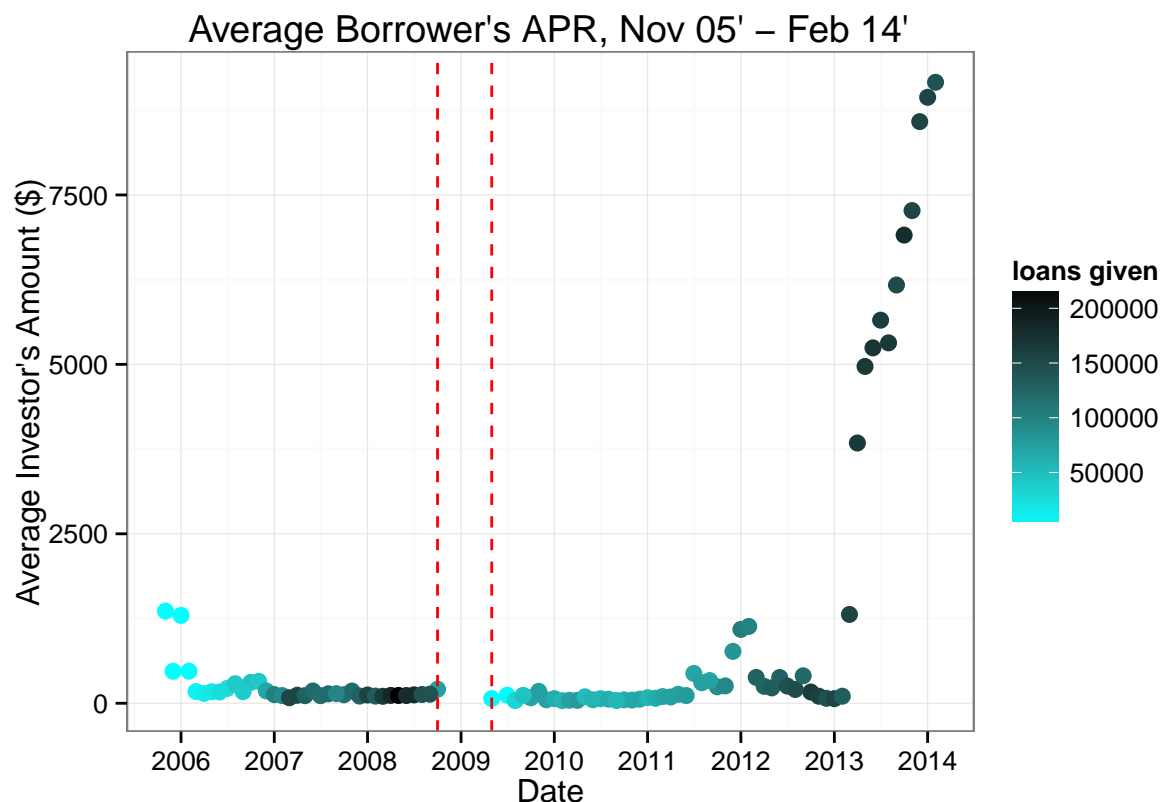 Average Borrower's APR, Nov 05' – Feb 14'
Average Investor's Amount ($)
7500
5000
2500
0
2006 2007 2008 2009 2010 2011 2012 2013 2014
Date
loans given
200000
150000
100000
50000